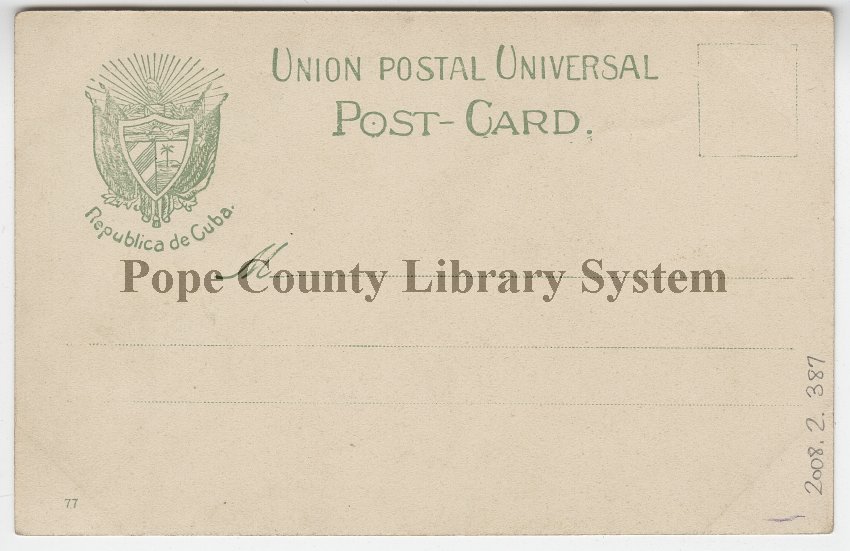 UNION POSTAL UNIVERSAL
POST-CARD.
Republica de Cuba.
M
Pope County Library System
2008.2.387
77